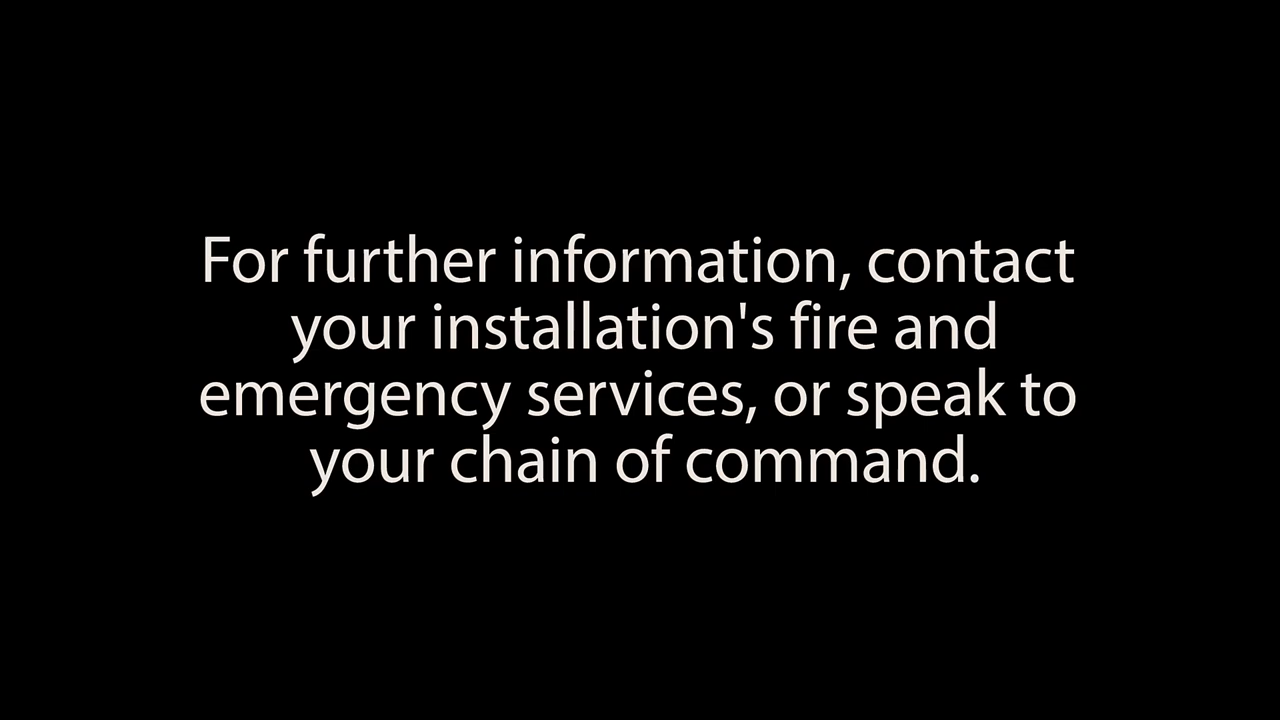 For further information, contact
your installation's fire and
emergency services, or speak to
your chain of command.